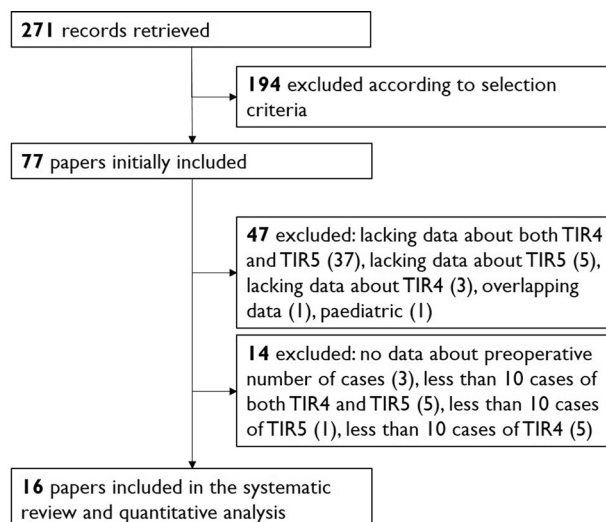 271 records retrieved
194 excluded according to selection
criteria
77 papers initially included
47 excluded: lacking data about both TIR4
and TIR5 (37), lacking data about TIR5 (5),
lacking data about TIR4 (3), overlapping
data (1), paediatric (1)
14 excluded: no data about preoperative
number of cases (3), less than 10 cases of
both TIR4 and TIR5 (5), less than 10 cases
of TIR5 (1), less than 10 cases of TIR4 (5)
16 papers included in the systematic
review and quantitative analysis